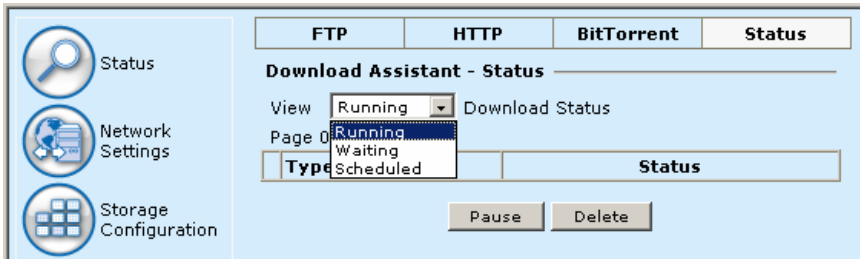 FTP HTTP BitTorrent Status
Status
Download Assistant - Status
View Running Download Status
Network
Settings
Page 0
Running
Waiting
Scheduled
Type Status
Storage
Configuration
Pause Delete